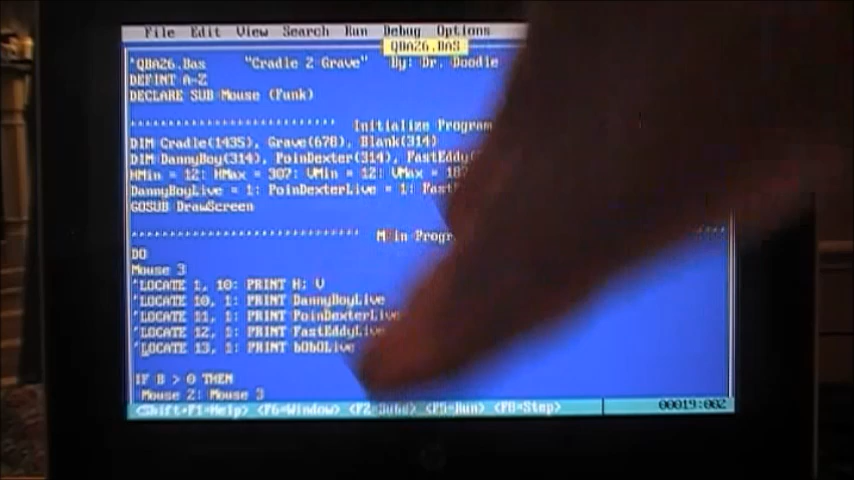 File Edit View Search Run Debug Options
QBA26.BAS
'QBA26.Bas "Cradle 2 Grave" By: Dr. Doodle
DEFINT A-Z
DECLARE SUB Mouse (Funk)
Initialize Program
DIM Cradle(1435), Grave(678), Blank(314)
DIM DannyBoy(314), PoinDexter(314), FastEddy(
HMin = 12: HMax = 307: VMin = 12: VMax = 187
DannyBoyLive = 1: PoinDexterLive = 1:
GOSUB DrawScreen
Main Progr
DO
Mouse 3
'LOCATE 1, 10: PRINT H; V
'LOCATE 10, 1: PRINT DannyBoyLive
'LOCATE 11, 1: PRINT PoinDexterLive
'LOCATE 12, 1: PRINT FastEddyLive
'LOCATE 13, 1: PRINT bObOLive
IF B > 0 THEN
Mouse 2: Mouse 3
<Shift+F1=Help> <F6=Window> <F2=Subs> <F5=Run> <F8=Step> 00019:002